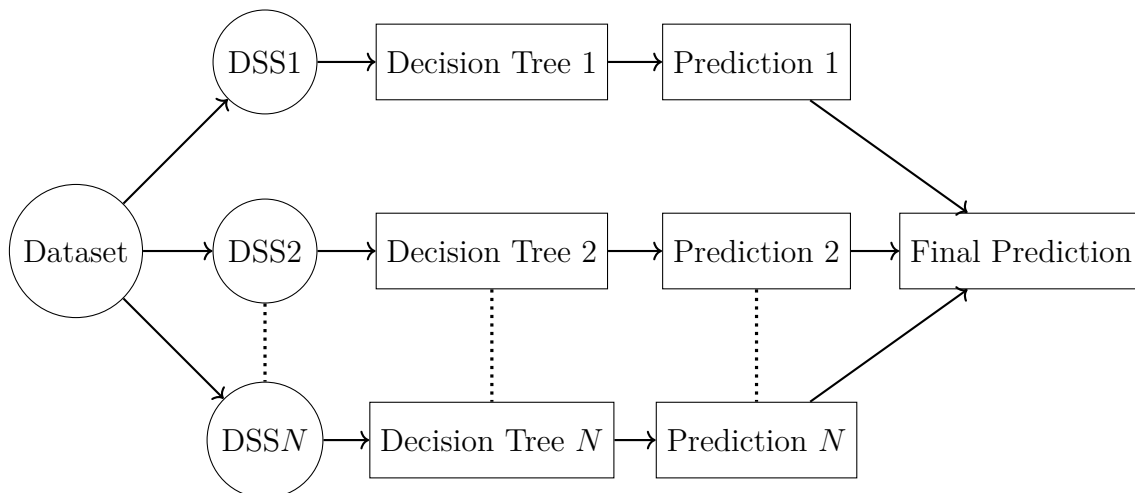 DSS1
Decision Tree 1
Prediction 1
Dataset
DSS2
Decision Tree 2
Prediction 2
Final Prediction
DSSN
Decision Tree N
Prediction N